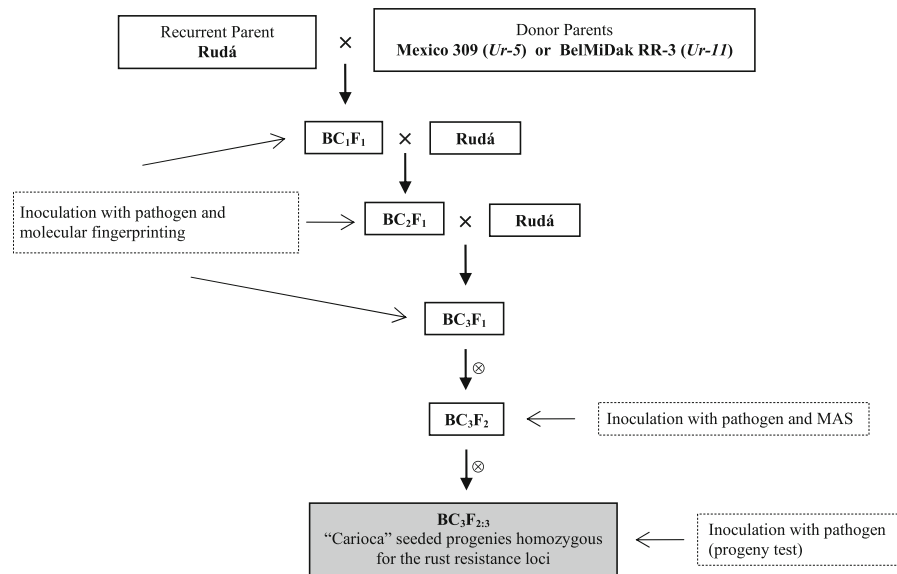 Recurrent Parent
Rudá
×
Donor Parents
Mexico 309 (Ur-5) or BelMiDak RR-3 (Ur-11)
BC₁F₁
×
Rudá
Inoculation with pathogen and
molecular fingerprinting
BC₂F₁
×
Rudá
BC₃F₁
⊗
BC₃F₂
Inoculation with pathogen and MAS
⊗
BC₃F₂:₃
“Carioca” seeded progenies homozygous
for the rust resistance loci
Inoculation with pathogen
(progeny test)